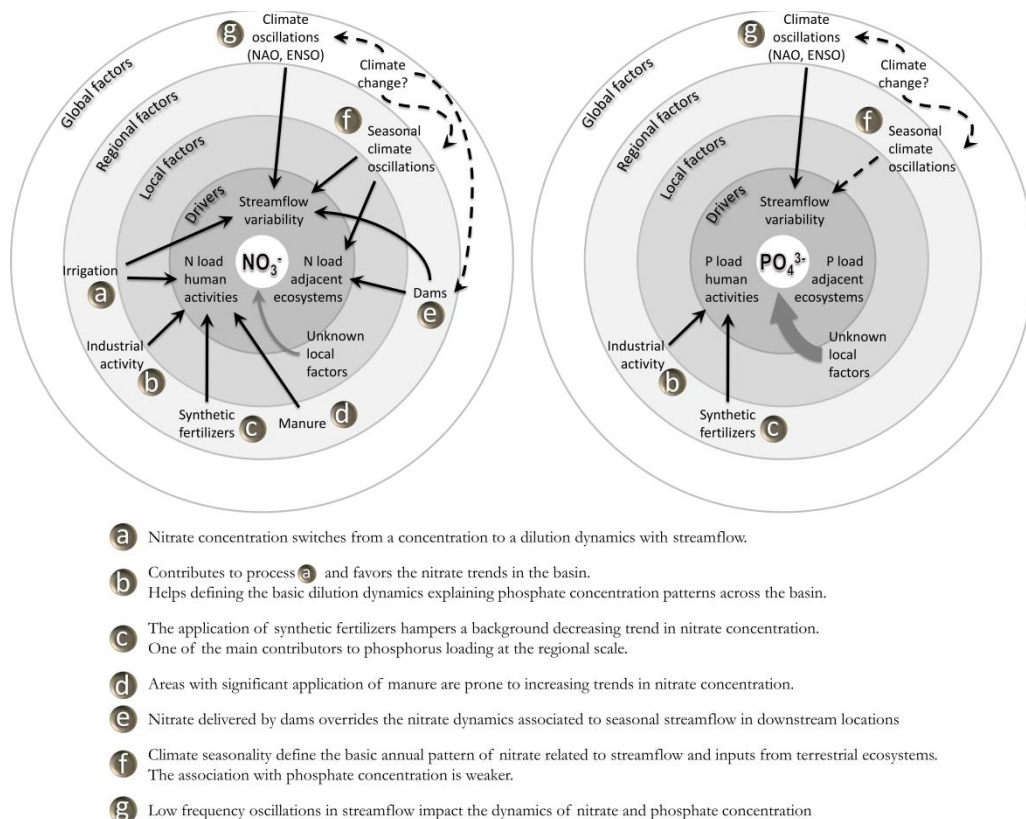 g
Climate
oscillations
(NAO, ENSO)
Climate
change?
Global factors
Regional factors
Local factors
Drivers
f
Seasonal
climate
oscillations
Streamflow
variability
NO3-
N load
human
activities
N load
adjacent
ecosystems
Irrigation
a
Dams
e
Industrial
activity
b
Unknown
local
factors
Synthetic
fertilizers
c
Manure
d
g
Climate
oscillations
(NAO, ENSO)
Climate
change?
Global factors
Regional factors
Local factors
Drivers
f
Seasonal
climate
oscillations
Streamflow
variability
PO43-
P load
human
activities
P load
adjacent
ecosystems
Industrial
activity
b
Unknown
local
factors
Synthetic
fertilizers
c
a Nitrate concentration switches from a concentration to a dilution dynamics with streamflow.
b Contributes to process a and favors the nitrate trends in the basin.
Helps defining the basic dilution dynamics explaining phosphate concentration patterns across the basin.
c The application of synthetic fertilizers hampers a background decreasing trend in nitrate concentration.
One of the main contributors to phosphorus loading at the regional scale.
d Areas with significant application of manure are prone to increasing trends in nitrate concentration.
e Nitrate delivered by dams overrides the nitrate dynamics associated to seasonal streamflow in downstream locations
f Climate seasonality define the basic annual pattern of nitrate related to streamflow and inputs from terrestrial ecosystems.
The association with phosphate concentration is weaker.
g Low frequency oscillations in streamflow impact the dynamics of nitrate and phosphate concentration